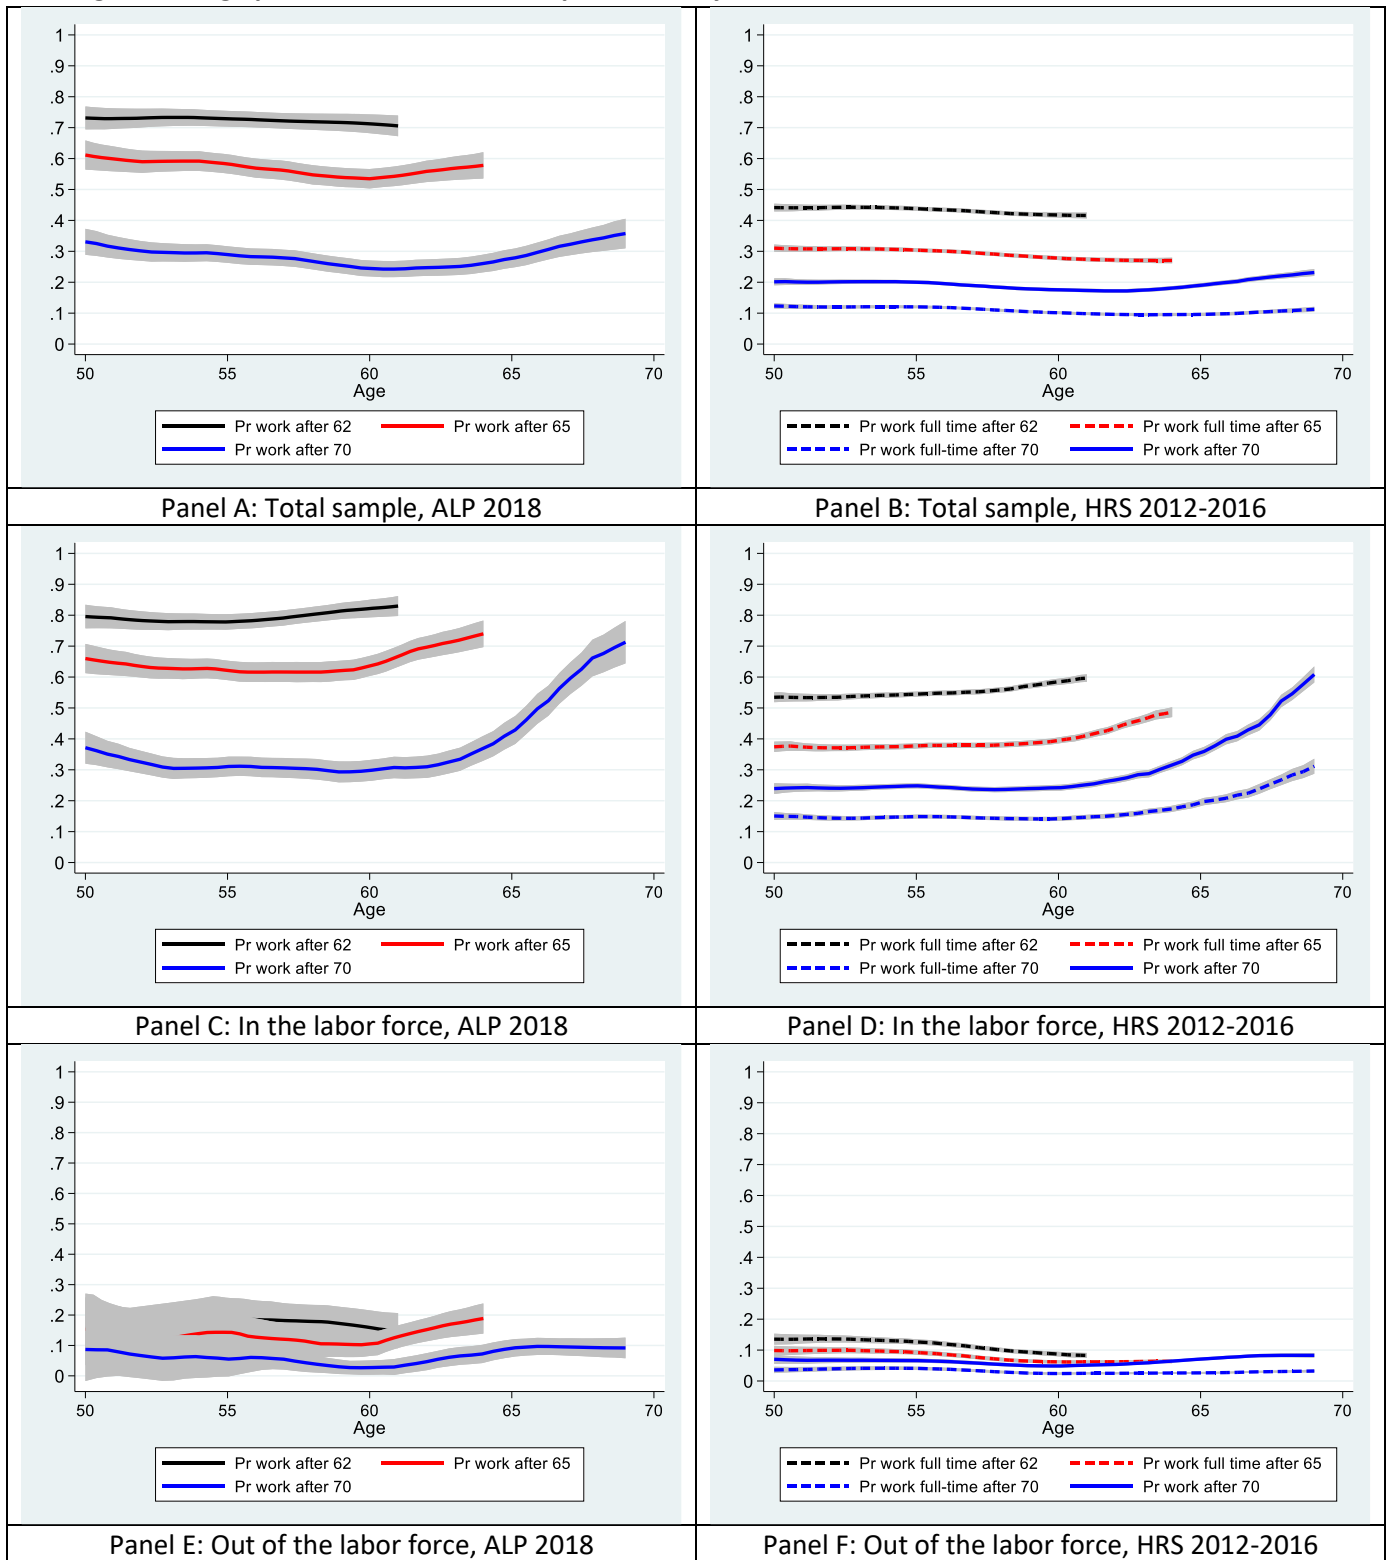 1
.9
.8
.7
.6
.5
.4
.3
.2
.1
0
50 55 60 65 70
Age
Pr work after 62 Pr work after 65
Pr work after 70
1
.9
.8
.7
.6
.5
.4
.3
.2
.1
0
50 55 60 65 70
Age
Pr work full time after 62 Pr work full time after 65
Pr work full-time after 70 Pr work after 70
Panel A: Total sample, ALP 2018
Panel B: Total sample, HRS 2012-2016
1
.9
.8
.7
.6
.5
.4
.3
.2
.1
0
50 55 60 65 70
Age
Pr work after 62 Pr work after 65
Pr work after 70
1
.9
.8
.7
.6
.5
.4
.3
.2
.1
0
50 55 60 65 70
Age
Pr work full time after 62 Pr work full time after 65
Pr work full-time after 70 Pr work after 70
Panel C: In the labor force, ALP 2018
Panel D: In the labor force, HRS 2012-2016
1
.9
.8
.7
.6
.5
.4
.3
.2
.1
0
50 55 60 65 70
Age
Pr work after 62 Pr work after 65
Pr work after 70
1
.9
.8
.7
.6
.5
.4
.3
.2
.1
0
50 55 60 65 70
Age
Pr work full time after 62 Pr work full time after 65
Pr work full-time after 70 Pr work after 70
Panel E: Out of the labor force, ALP 2018
Panel F: Out of the labor force, HRS 2012-2016